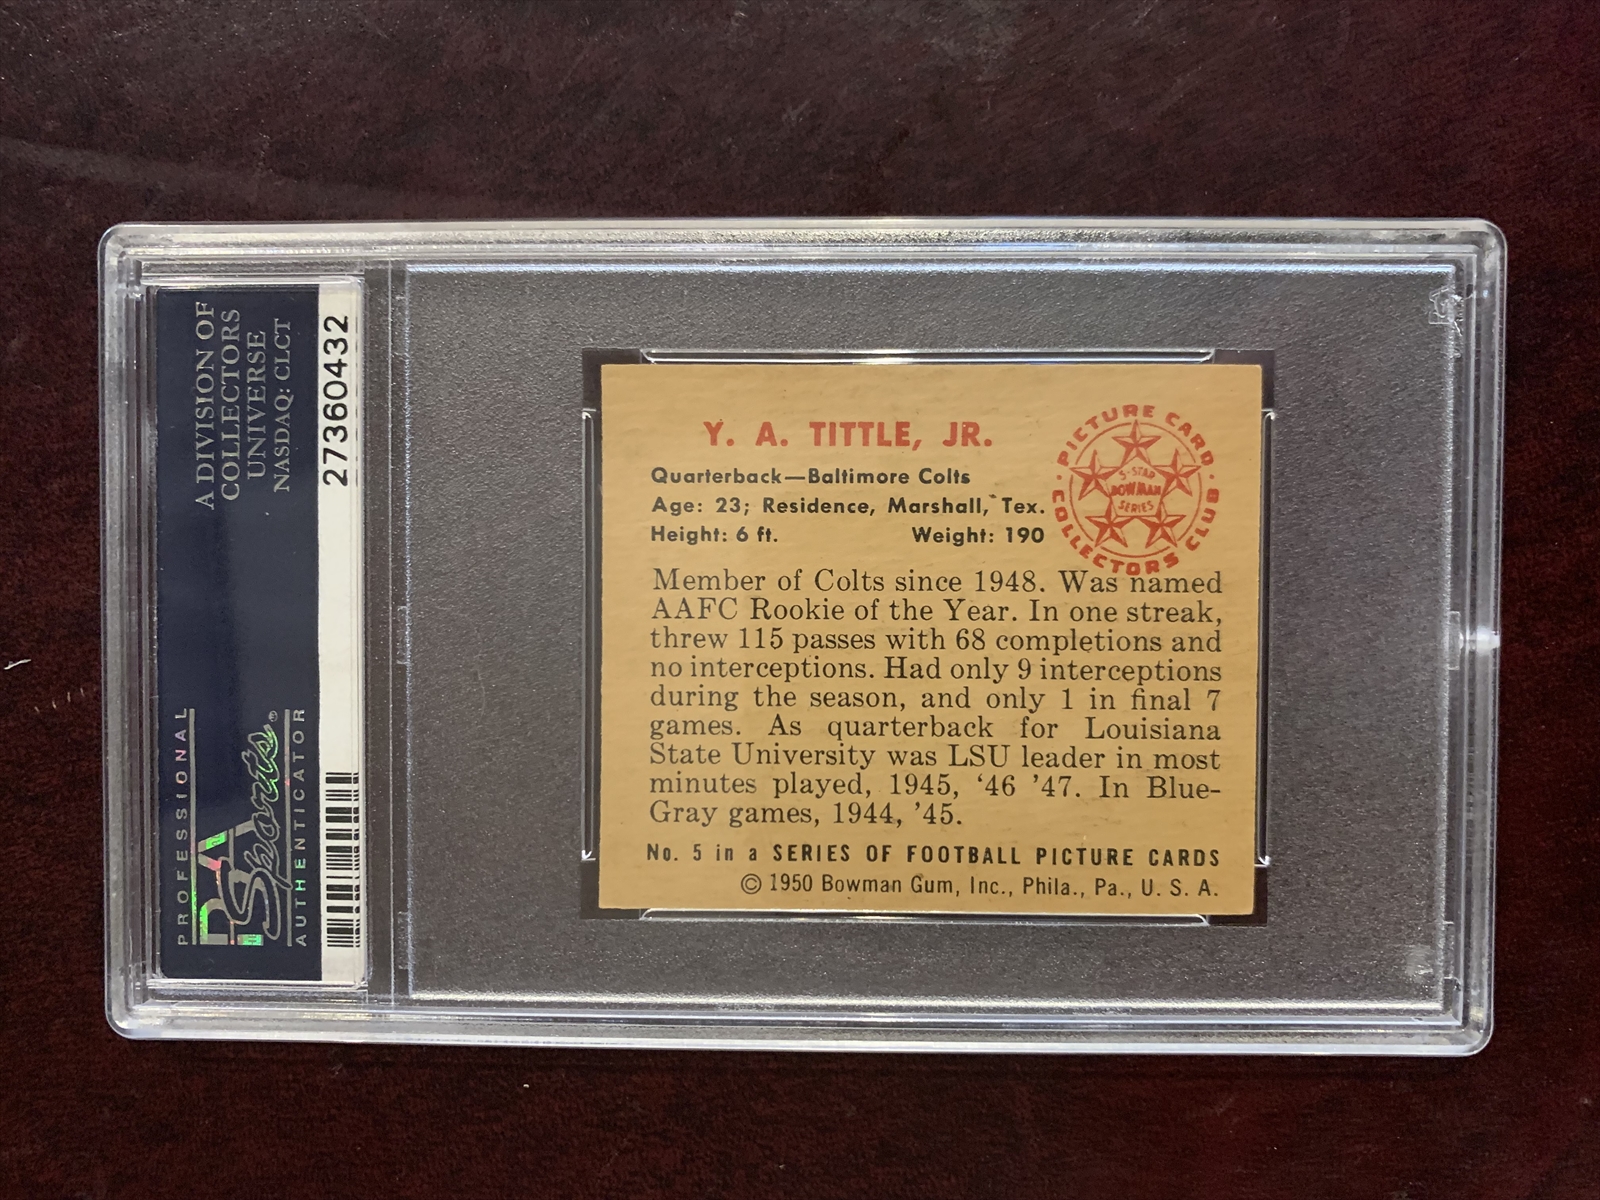 A DIVISION OF
COLLECTORS
UNIVERSE
NASDAQ: CLCT
27360432
PROFESSIONAL
PSA
Sports®
AUTHENTICATOR
Y. A. TITTLE, JR.
Quarterback—Baltimore Colts
Age: 23; Residence, Marshall, Tex.
Height: 6 ft. Weight: 190
PICTURE CARD
COLLECTORS CLUB
5-STAR
BOWMAN
SERIES
Member of Colts since 1948. Was named
AAFC Rookie of the Year. In one streak,
threw 115 passes with 68 completions and
no interceptions. Had only 9 interceptions
during the season, and only 1 in final 7
games. As quarterback for Louisiana
State University was LSU leader in most
minutes played, 1945, ‘46 ’47. In Blue-
Gray games, 1944, ’45.
No. 5 in a SERIES OF FOOTBALL PICTURE CARDS
© 1950 Bowman Gum, Inc., Phila., Pa., U. S. A.